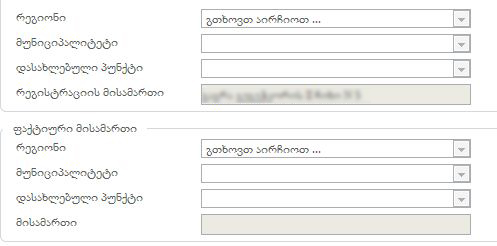 რეგიონი გთხოვთ აირჩიოთ ...
მუნიციპალიტეტი
დასახლებული პუნქტი
რეგისტრაციის მისამართი
ფაქტიური მისამართი
რეგიონი გთხოვთ აირჩიოთ ...
მუნიციპალიტეტი
დასახლებული პუნქტი
მისამართი